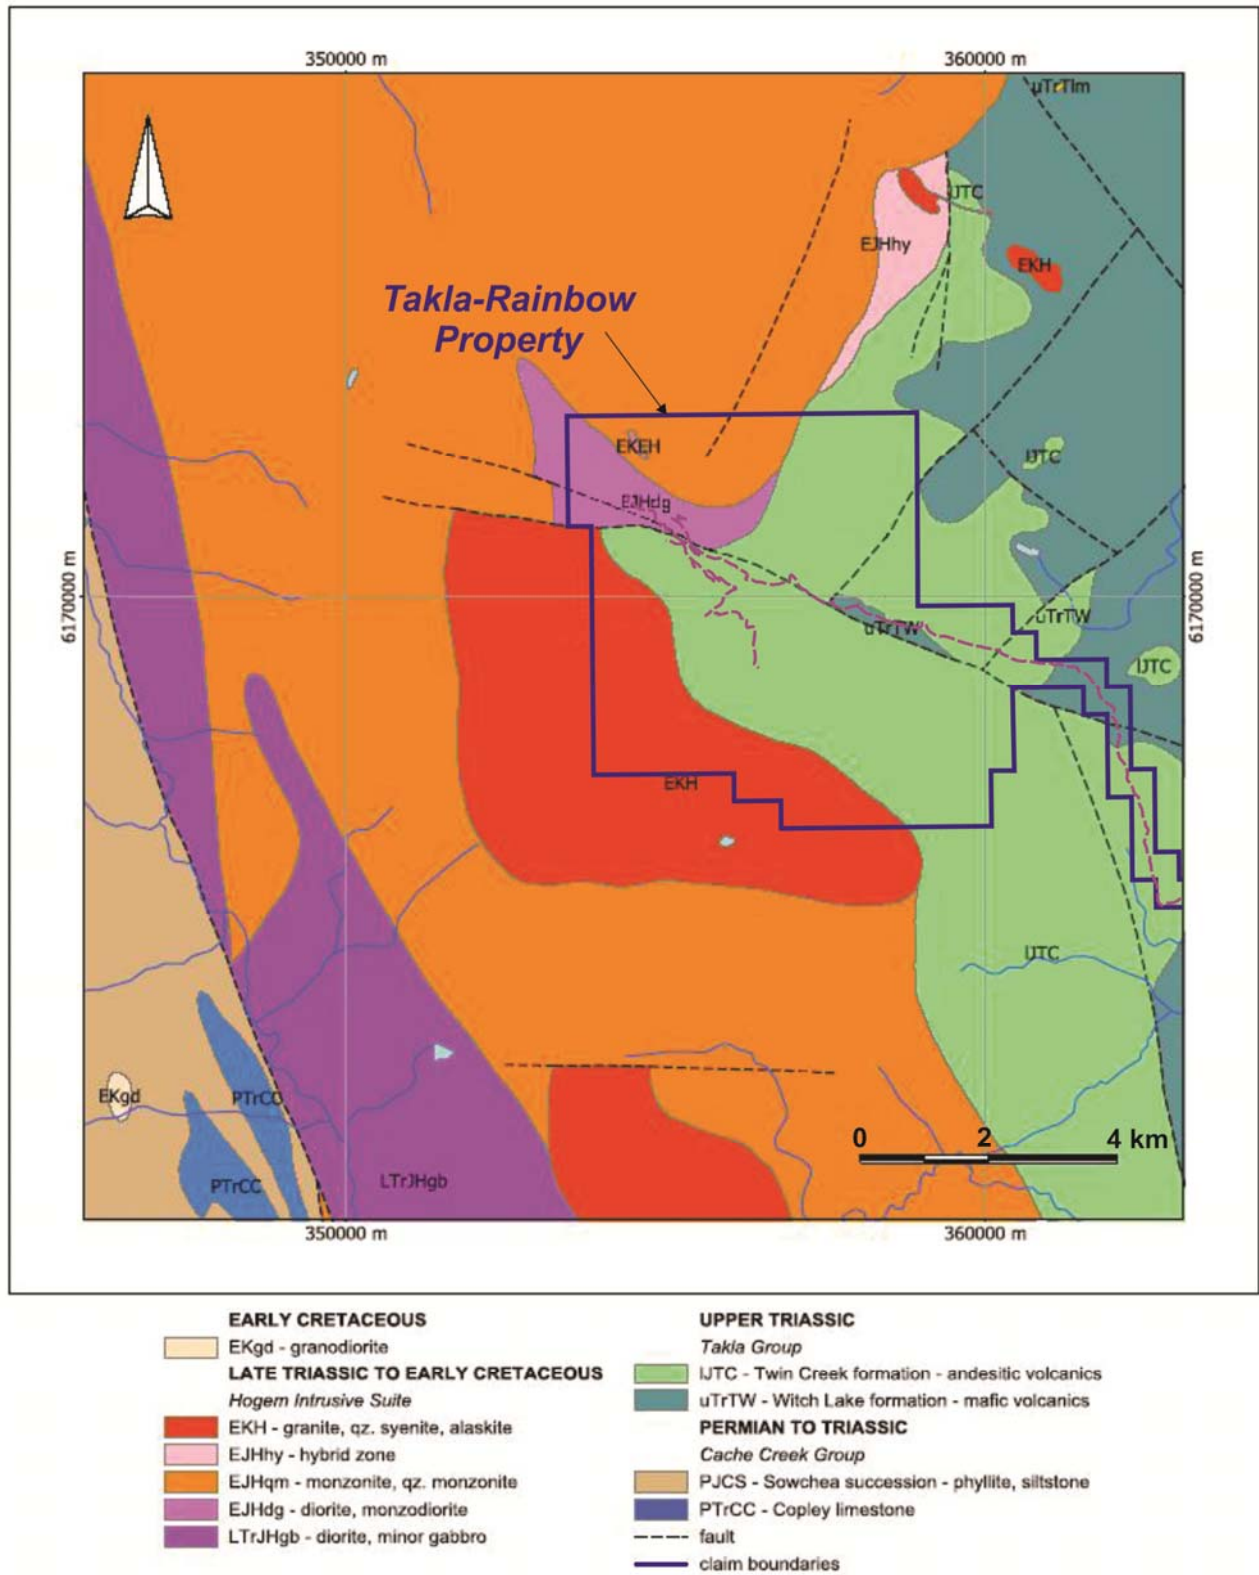 350000 m
360000 m
uTrTlm
IJTC
EJHhy
EKH
Takla-Rainbow
Property
EKEH
IJTC
EJHdg
6170000 m
6170000 m
uTrTW
uTrTW
IJTC
EKH
IJTC
EKgd
PTrCC
0 2 4 km
PTrCC
LTrJHgb
350000 m
360000 m
EARLY CRETACEOUS
EKgd - granodiorite
LATE TRIASSIC TO EARLY CRETACEOUS
Hogem Intrusive Suite
EKH - granite, qz. syenite, alaskite
EJHhy - hybrid zone
EJHqm - monzonite, qz. monzonite
EJHdg - diorite, monzodiorite
LTrJHgb - diorite, minor gabbro
UPPER TRIASSIC
Takla Group
IJTC - Twin Creek formation - andesitic volcanics
uTrTW - Witch Lake formation - mafic volcanics
PERMIAN TO TRIASSIC
Cache Creek Group
PJCS - Sowchea succession - phyllite, siltstone
PTrCC - Copley limestone
fault
claim boundaries